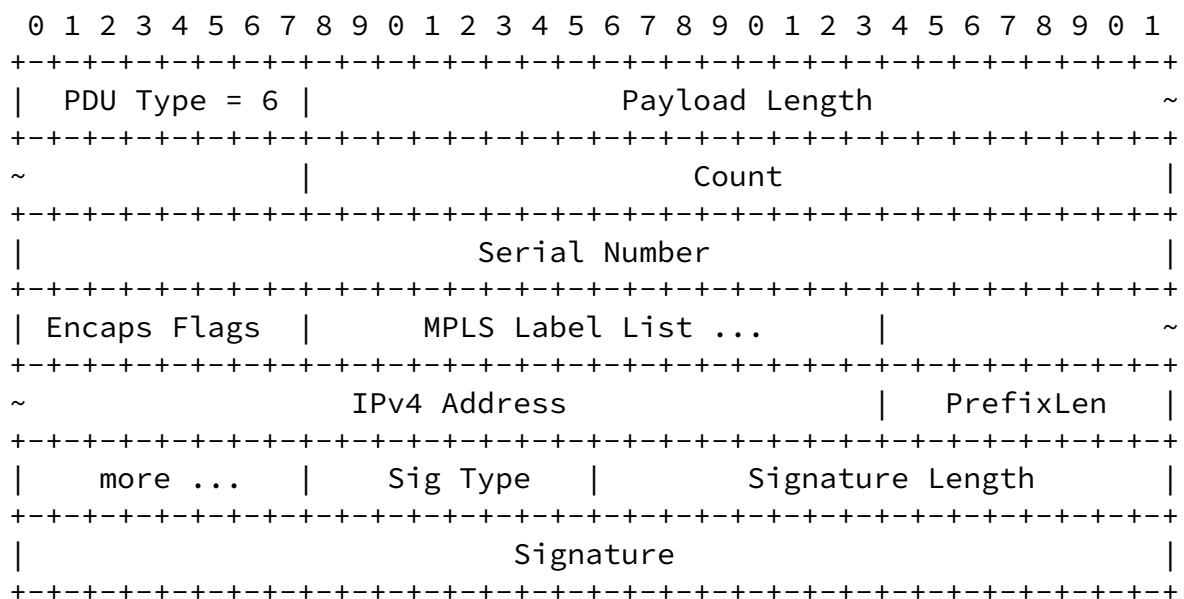 0 1 2 3 4 5 6 7 8 9 0 1 2 3 4 5 6 7 8 9 0 1 2 3 4 5 6 7 8 9 0 1
+-+-+-+-+-+-+-+-+-+-+-+-+-+-+-+-+-+-+-+-+-+-+-+-+-+-+-+-+-+-+-+-+
|  PDU Type = 6 |                 Payload Length                ~
+-+-+-+-+-+-+-+-+-+-+-+-+-+-+-+-+-+-+-+-+-+-+-+-+-+-+-+-+-+-+-+-+
~               |                     Count                     |
+-+-+-+-+-+-+-+-+-+-+-+-+-+-+-+-+-+-+-+-+-+-+-+-+-+-+-+-+-+-+-+-+
|                         Serial Number                         |
+-+-+-+-+-+-+-+-+-+-+-+-+-+-+-+-+-+-+-+-+-+-+-+-+-+-+-+-+-+-+-+-+
| Encaps Flags  |      MPLS Label List ...      |               ~
+-+-+-+-+-+-+-+-+-+-+-+-+-+-+-+-+-+-+-+-+-+-+-+-+-+-+-+-+-+-+-+-+
~                  IPv4 Address                 |   PrefixLen   |
+-+-+-+-+-+-+-+-+-+-+-+-+-+-+-+-+-+-+-+-+-+-+-+-+-+-+-+-+-+-+-+-+
|    more ...   |    Sig Type   |        Signature Length       |
+-+-+-+-+-+-+-+-+-+-+-+-+-+-+-+-+-+-+-+-+-+-+-+-+-+-+-+-+-+-+-+-+
|                           Signature                           |
+-+-+-+-+-+-+-+-+-+-+-+-+-+-+-+-+-+-+-+-+-+-+-+-+-+-+-+-+-+-+-+-+